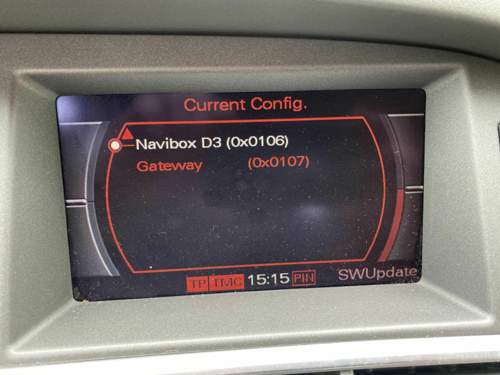 Current Config.
Navibox D3 (0x0106)
Gateway (0x0107)
TP TMC 15:15 PIN SWUpdate